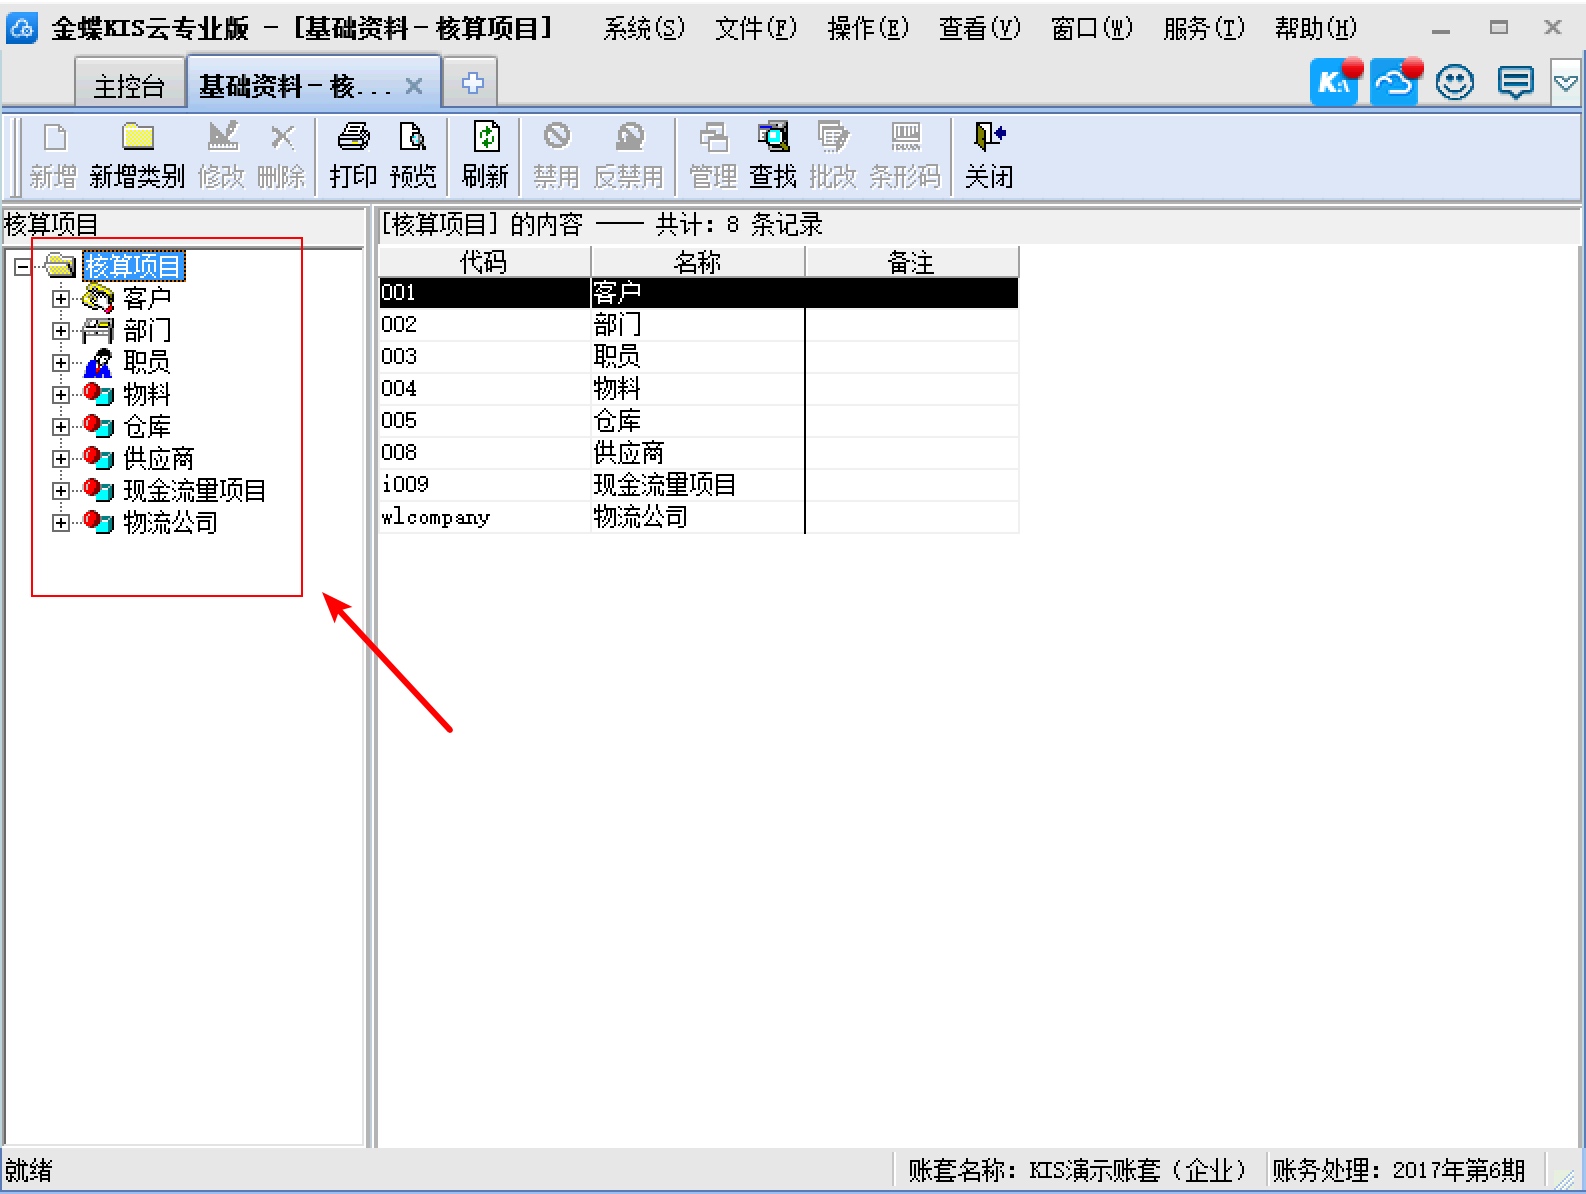 金蝶KIS云专业版 - [基础资料-核算项目] 系统(S) 文件(F) 操作(E) 查看(V) 窗口(W) 服务(T) 帮助(H)
主控台 基础资料-核...
新增 新增类别 修改 删除 打印 预览 刷新 禁用 反禁用 管理 查找 批改 条形码 关闭
核算项目
核算项目
客户
部门
职员
物料
仓库
供应商
现金流量项目
物流公司
[核算项目] 的内容 —— 共计: 8 条记录
代码 名称 备注
001 客户
002 部门
003 职员
004 物料
005 仓库
008 供应商
i009 现金流量项目
wlcompany 物流公司
就绪 账套名称: KIS演示账套（企业） 账务处理: 2017年第6期